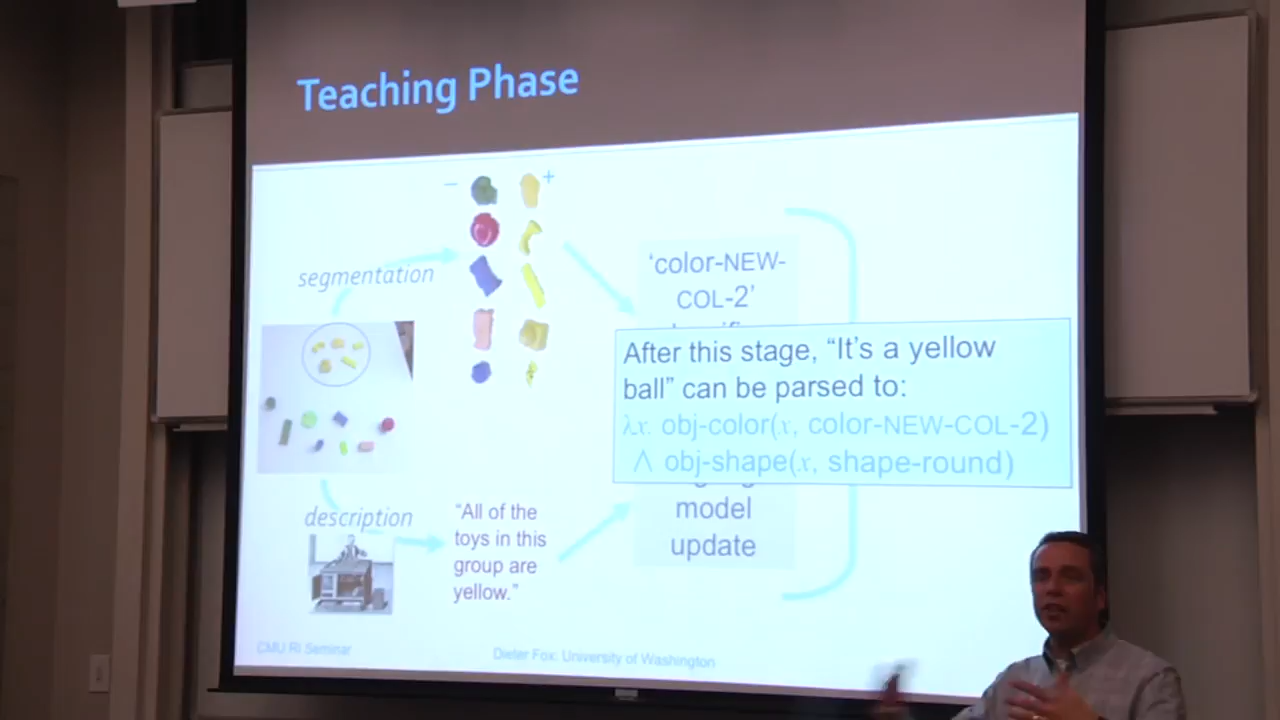 Teaching Phase
–
+
segmentation
'color-NEW-
COL-2'
After this stage, "It's a yellow
ball" can be parsed to:
λx. obj-color(x, color-NEW-COL-2)
∧ obj-shape(x, shape-round)
description
"All of the
toys in this
group are
yellow."
model
update
CMU RI Seminar
Dieter Fox: University of Washington